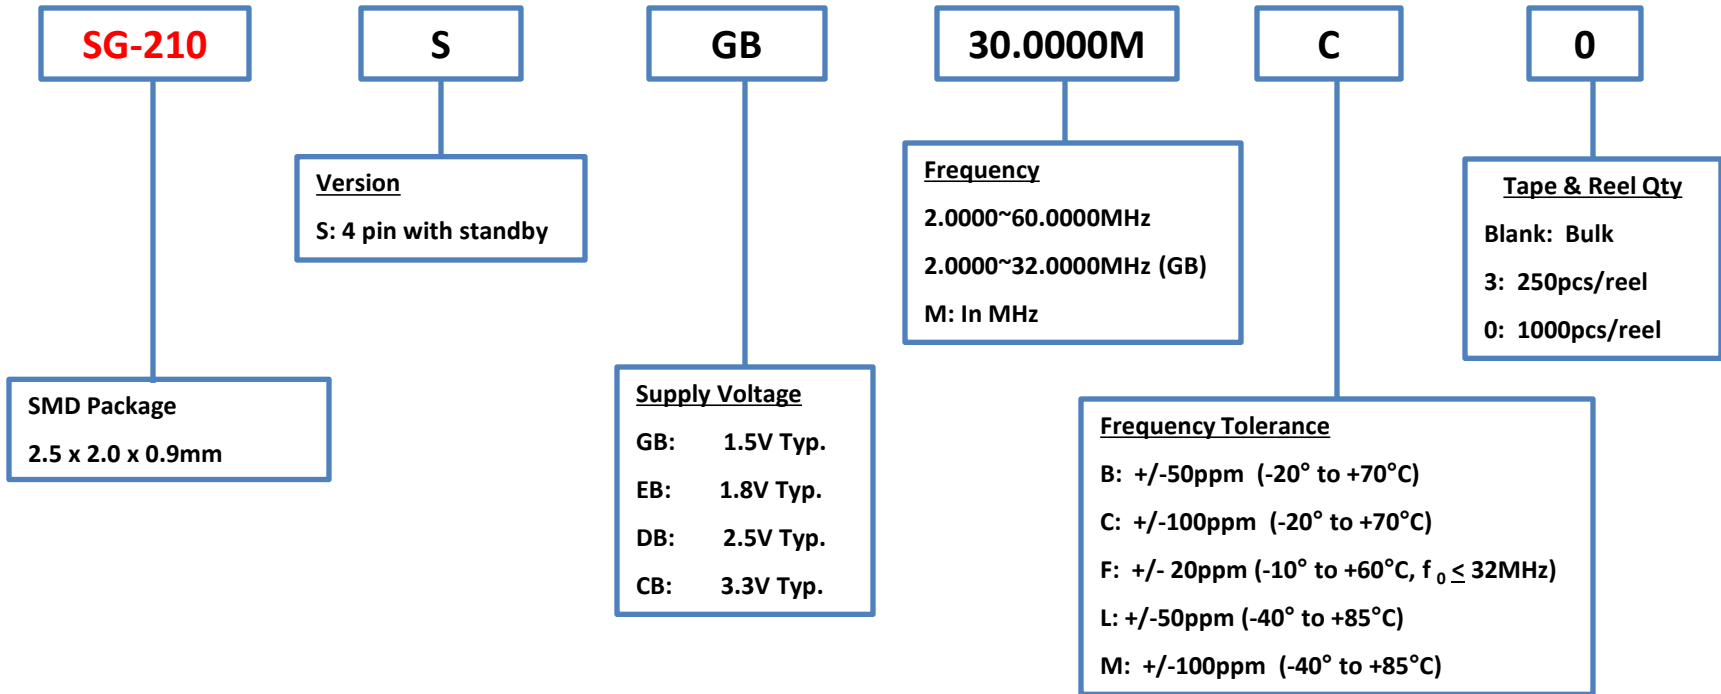 SG-210
S
GB
30.0000M
C
0
Version
S: 4 pin with standby
Frequency
2.0000~60.0000MHz
2.0000~32.0000MHz (GB)
M: In MHz
Tape & Reel Qty
Blank: Bulk
3: 250pcs/reel
0: 1000pcs/reel
SMD Package
2.5 x 2.0 x 0.9mm
Supply Voltage
GB: 1.5V Typ.
EB: 1.8V Typ.
DB: 2.5V Typ.
CB: 3.3V Typ.
Frequency Tolerance
B: +/-50ppm (-20° to +70°C)
C: +/-100ppm (-20° to +70°C)
F: +/- 20ppm (-10° to +60°C, f 0 ≤ 32MHz)
L: +/-50ppm (-40° to +85°C)
M: +/-100ppm (-40° to +85°C)